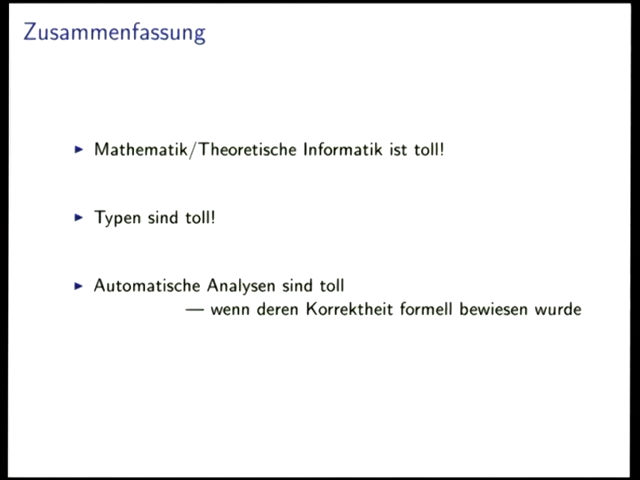 Zusammenfassung
▶ Mathematik/Theoretische Informatik ist toll!
▶ Typen sind toll!
▶ Automatische Analysen sind toll
— wenn deren Korrektheit formell bewiesen wurde